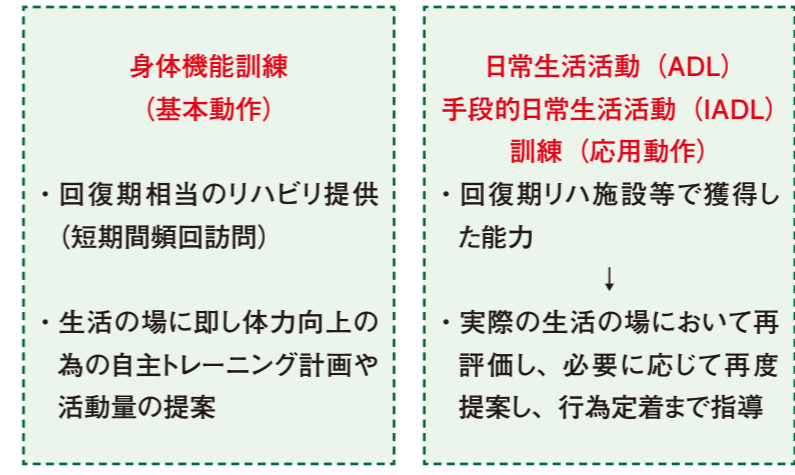 身体機能訓練
（基本動作）
・回復期相当のリハビリ提供
（短期間頻回訪問）
・生活の場に即し体力向上の
為の自主トレーニング計画や
活動量の提案
日常生活活動（ADL）
手段的日常生活活動（IADL）
訓練（応用動作）
・回復期リハ施設等で獲得し
た能力
↓
・実際の生活の場において再
評価し、必要に応じて再度
提案し、行為定着まで指導